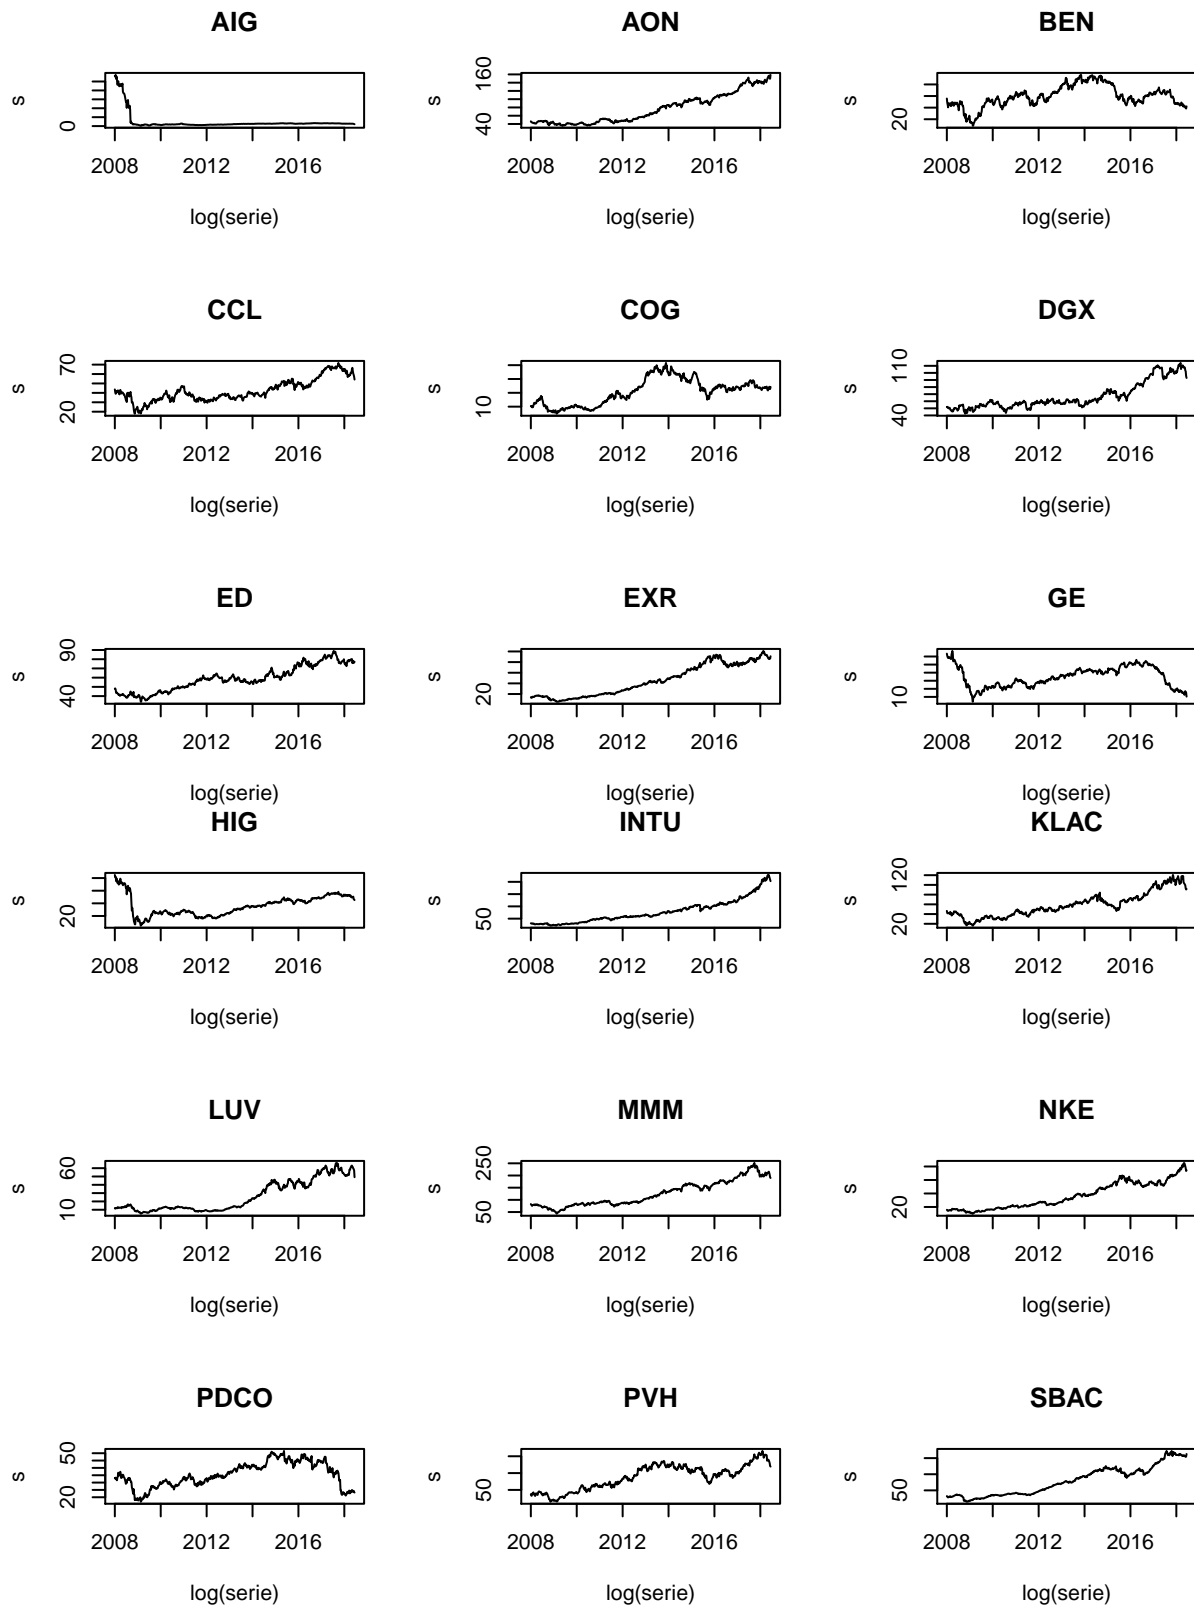 AIG AON BEN
s 0
s 40 160
s 20
2008 2012 2016 2008 2012 2016 2008 2012 2016
log(serie) log(serie) log(serie)
CCL COG DGX
s 20 70
s 10
s 40 110
2008 2012 2016 2008 2012 2016 2008 2012 2016
log(serie) log(serie) log(serie)
ED EXR GE
s 40 90
s 20
s 10
2008 2012 2016 2008 2012 2016 2008 2012 2016
log(serie) log(serie) log(serie)
HIG INTU KLAC
s 20
s 50
s 20 120
2008 2012 2016 2008 2012 2016 2008 2012 2016
log(serie) log(serie) log(serie)
LUV MMM NKE
s 10 60
s 50 250
s 20
2008 2012 2016 2008 2012 2016 2008 2012 2016
log(serie) log(serie) log(serie)
PDCO PVH SBAC
s 20 50
s 50
s 50
2008 2012 2016 2008 2012 2016 2008 2012 2016
log(serie) log(serie) log(serie)